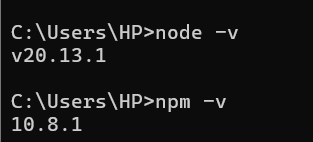 C:\Users\HP>node -v
v20.13.1
C:\Users\HP>npm -v
10.8.1